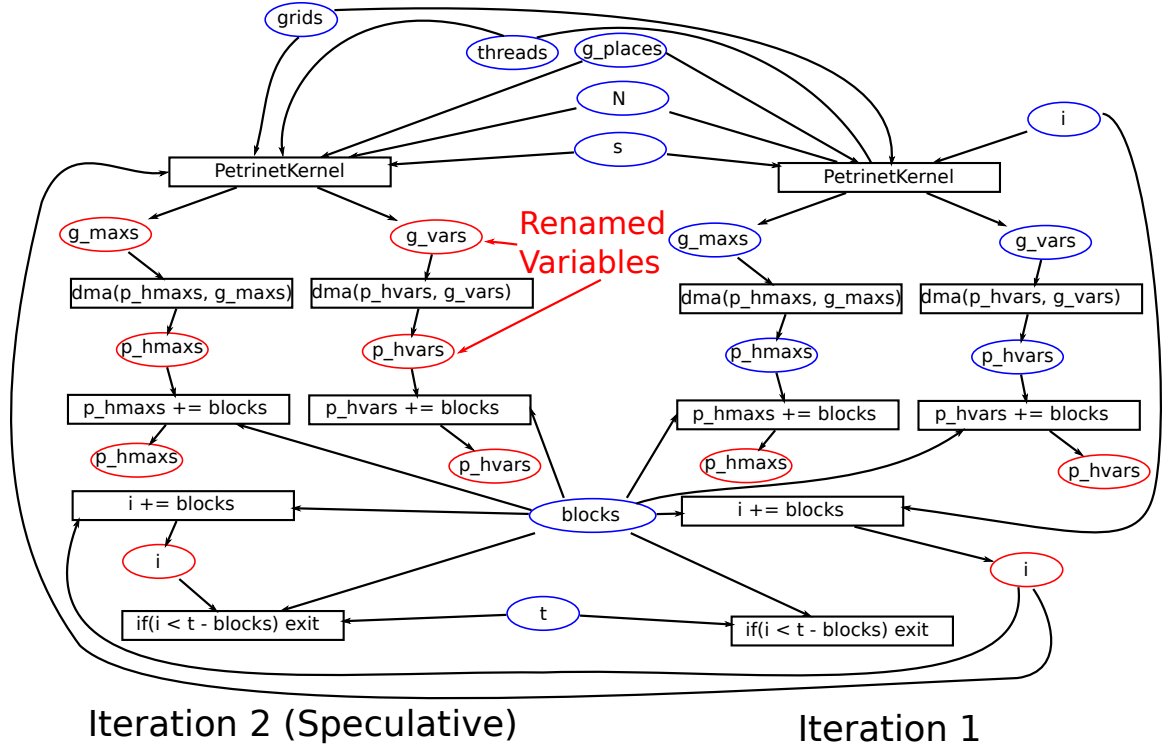 grids
threads
g_places
N
i
s
PetrinetKernel
PetrinetKernel
g_maxs
g_vars
Renamed
Variables
g_maxs
g_vars
dma(p_hmaxs, g_maxs)
dma(p_hvars, g_vars)
dma(p_hmaxs, g_maxs)
dma(p_hvars, g_vars)
p_hmaxs
p_hvars
p_hmaxs
p_hvars
p_hmaxs += blocks
p_hvars += blocks
p_hmaxs += blocks
p_hvars += blocks
p_hmaxs
p_hvars
p_hmaxs
p_hvars
i += blocks
blocks
i += blocks
i
i
if(i < t - blocks) exit
t
if(i < t - blocks) exit
Iteration 2 (Speculative)
Iteration 1